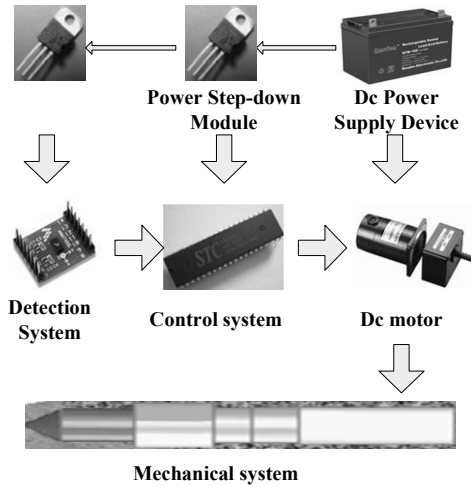 Power Step-down
Module
Dc Power
Supply Device
STC
Detection
System
Control system
Dc motor
Mechanical system